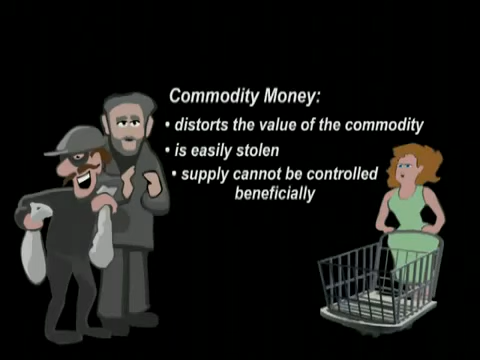 Commodity Money:
• distorts the value of the commodity
• is easily stolen
• supply cannot be controlled
beneficially